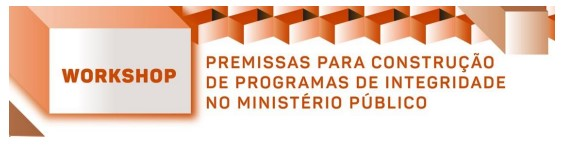 WORKSHOP
PREMISSAS PARA CONSTRUÇÃO
DE PROGRAMAS DE INTEGRIDADE
NO MINISTÉRIO PÚBLICO